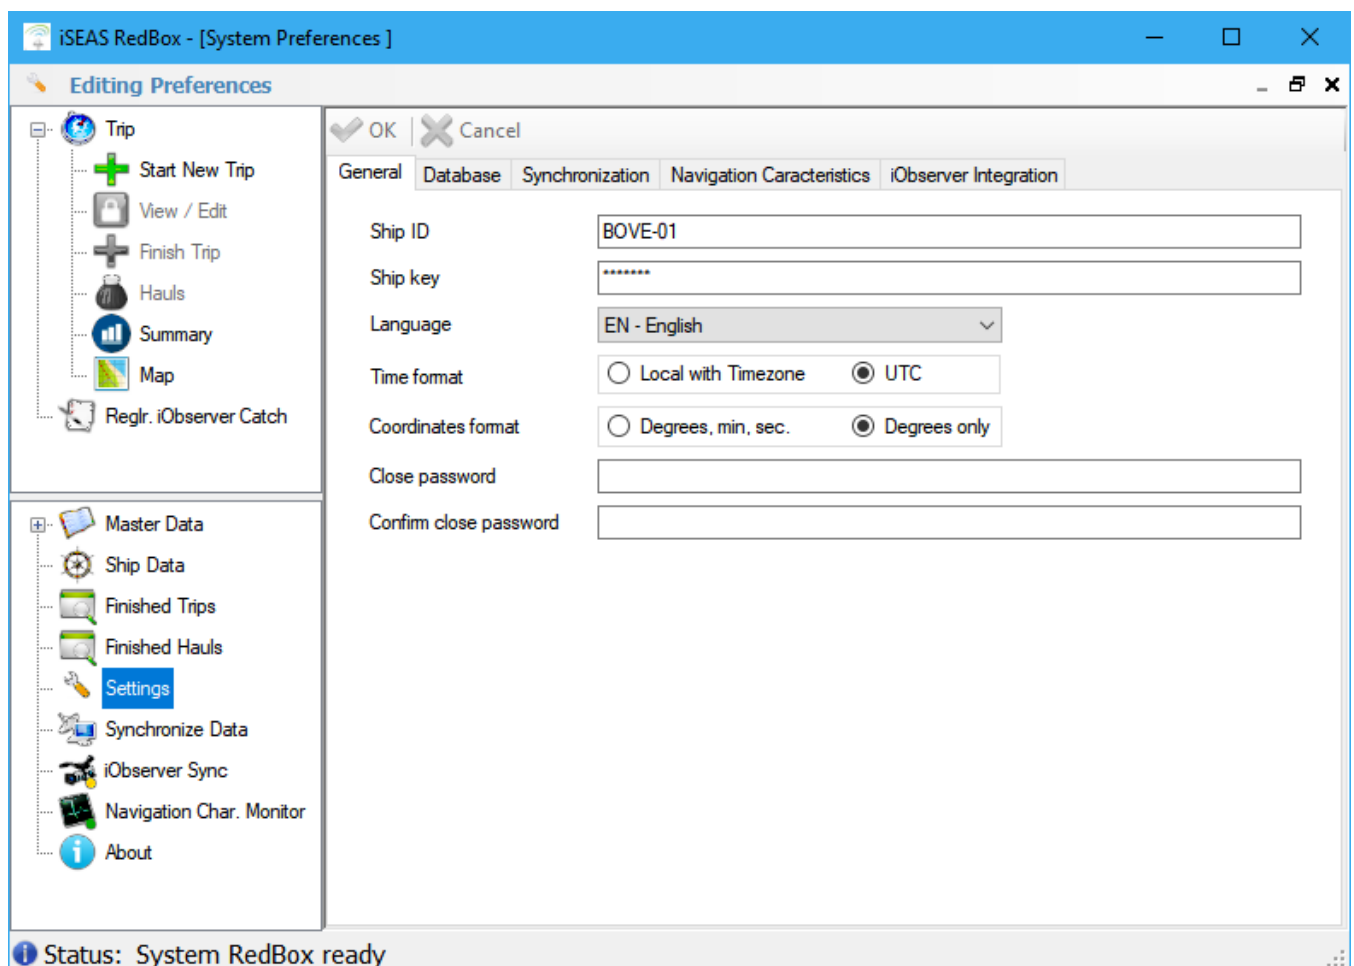 iSEAS RedBox - [System Preferences ]
Editing Preferences
Trip
Start New Trip
View / Edit
Finish Trip
Hauls
Summary
Map
Reglr. iObserver Catch
Master Data
Ship Data
Finished Trips
Finished Hauls
Settings
Synchronize Data
iObserver Sync
Navigation Char. Monitor
About
OK Cancel
General Database Synchronization Navigation Caracteristics iObserver Integration
Ship ID BOVE-01
Ship key *******
Language EN - English
Time format Local with Timezone UTC
Coordinates format Degrees, min, sec. Degrees only
Close password
Confirm close password
Status: System RedBox ready